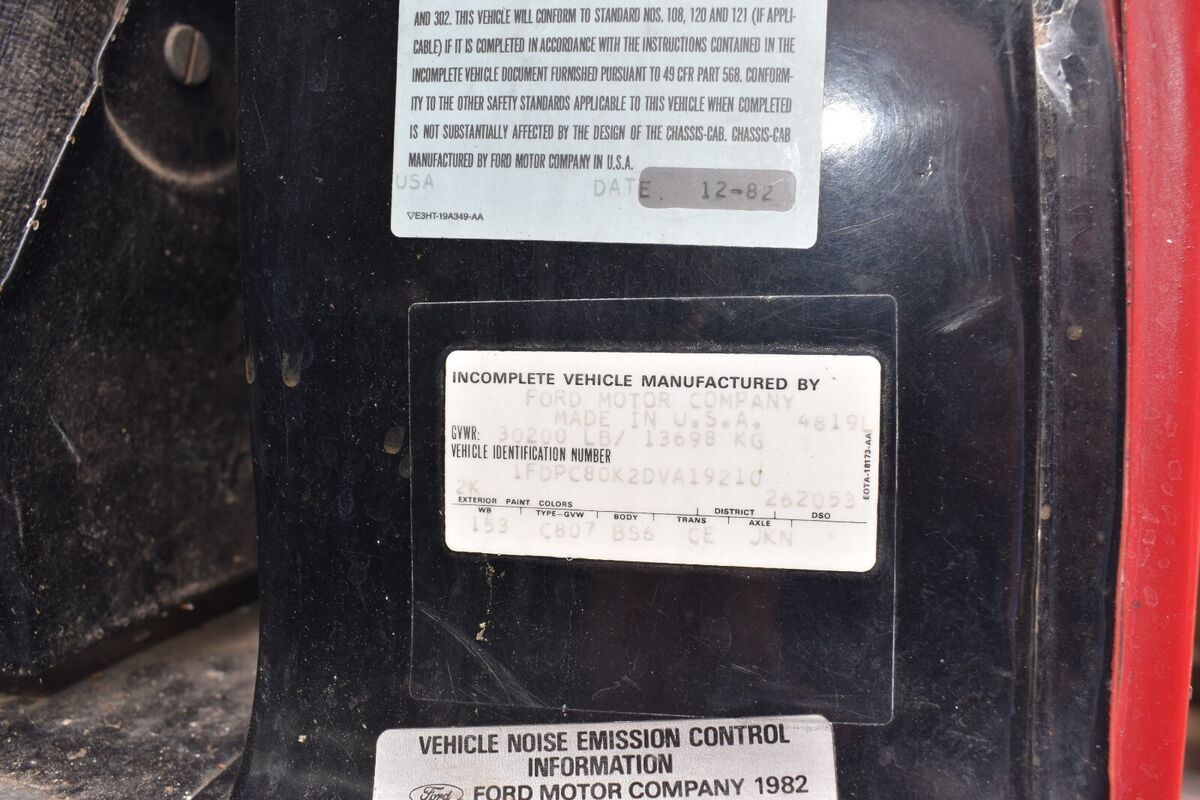 AND 302. THIS VEHICLE WILL CONFORM TO STANDARD NOS. 108, 120 AND 121 (IF APPLI-
CABLE) IF IT IS COMPLETED IN ACCORDANCE WITH THE INSTRUCTIONS CONTAINED IN THE
INCOMPLETE VEHICLE DOCUMENT FURNISHED PURSUANT TO 49 CFR PART 568. CONFORM-
ITY TO THE OTHER SAFETY STANDARDS APPLICABLE TO THIS VEHICLE WHEN COMPLETED
IS NOT SUBSTANTIALLY AFFECTED BY THE DESIGN OF THE CHASSIS-CAB. CHASSIS-CAB
MANUFACTURED BY FORD MOTOR COMPANY IN U.S.A.
USA DATE 12-82
▽E3HT-19A349-AA
INCOMPLETE VEHICLE MANUFACTURED BY
FORD MOTOR COMPANY
MADE IN U.S.A. 4819L
GVWR: 30200 LB/ 13698 KG
VEHICLE IDENTIFICATION NUMBER
1FDPC80K2DVA19210
2K 262053
EXTERIOR PAINT COLORS DISTRICT DSO
WB TYPE-GVW BODY TRANS AXLE
153 C807 BS6 CE JKN
EOTA-18173-AA
VEHICLE NOISE EMISSION CONTROL
INFORMATION
Ford FORD MOTOR COMPANY 1982